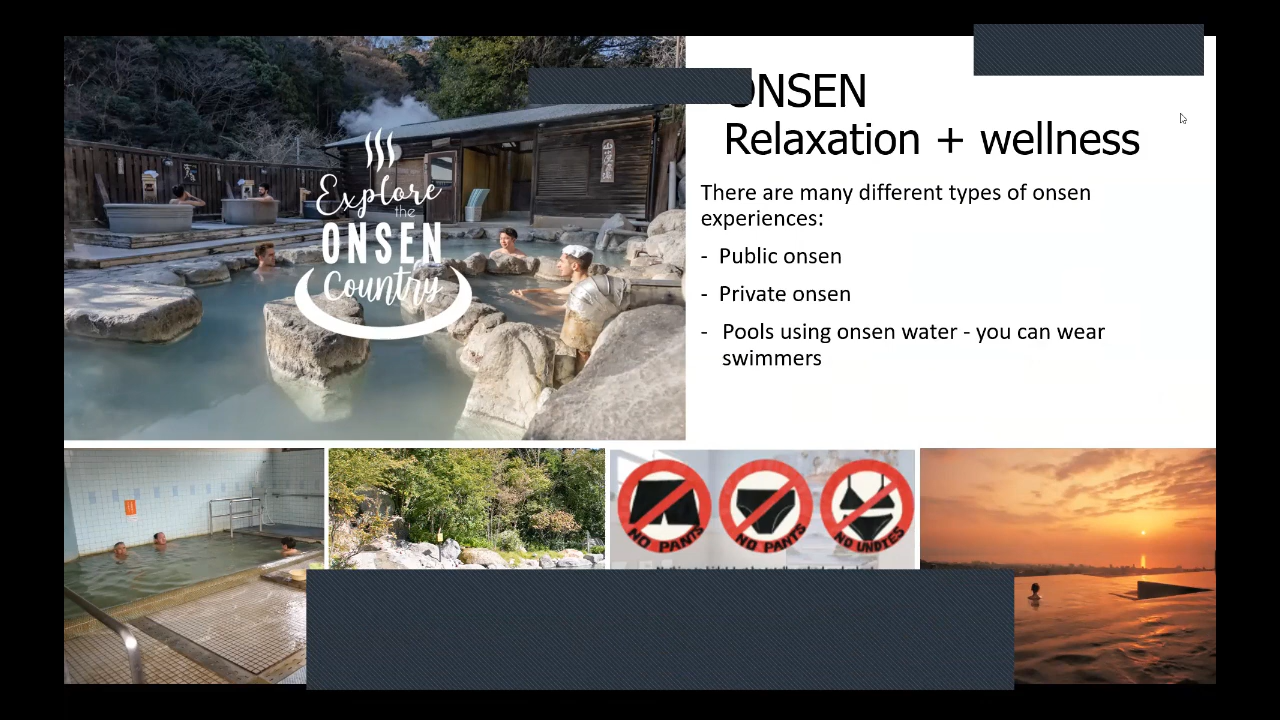 ONSEN
Relaxation + wellness
There are many different types of onsen
experiences:
- Public onsen
- Private onsen
- Pools using onsen water - you can wear
swimmers
Explore
the
ONSEN
Country
NO PANTS
NO PANTS
NO UNDIES